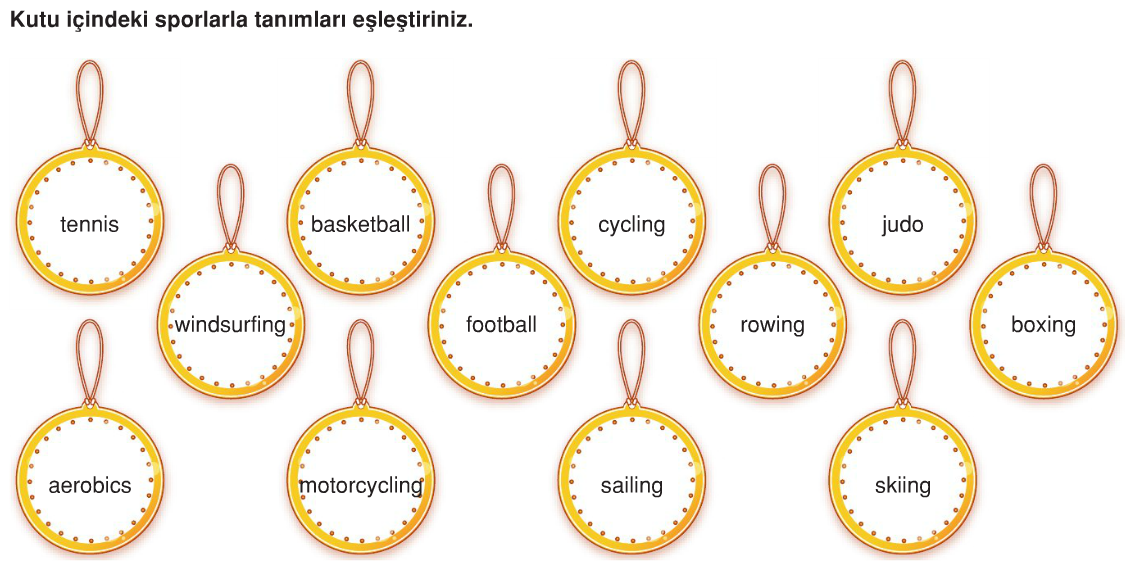 Kutu içindeki sporlarla tanımları eşleştiriniz.
tennis
basketball
cycling
judo
windsurfing
football
rowing
boxing
aerobics
motorcycling
sailing
skiing